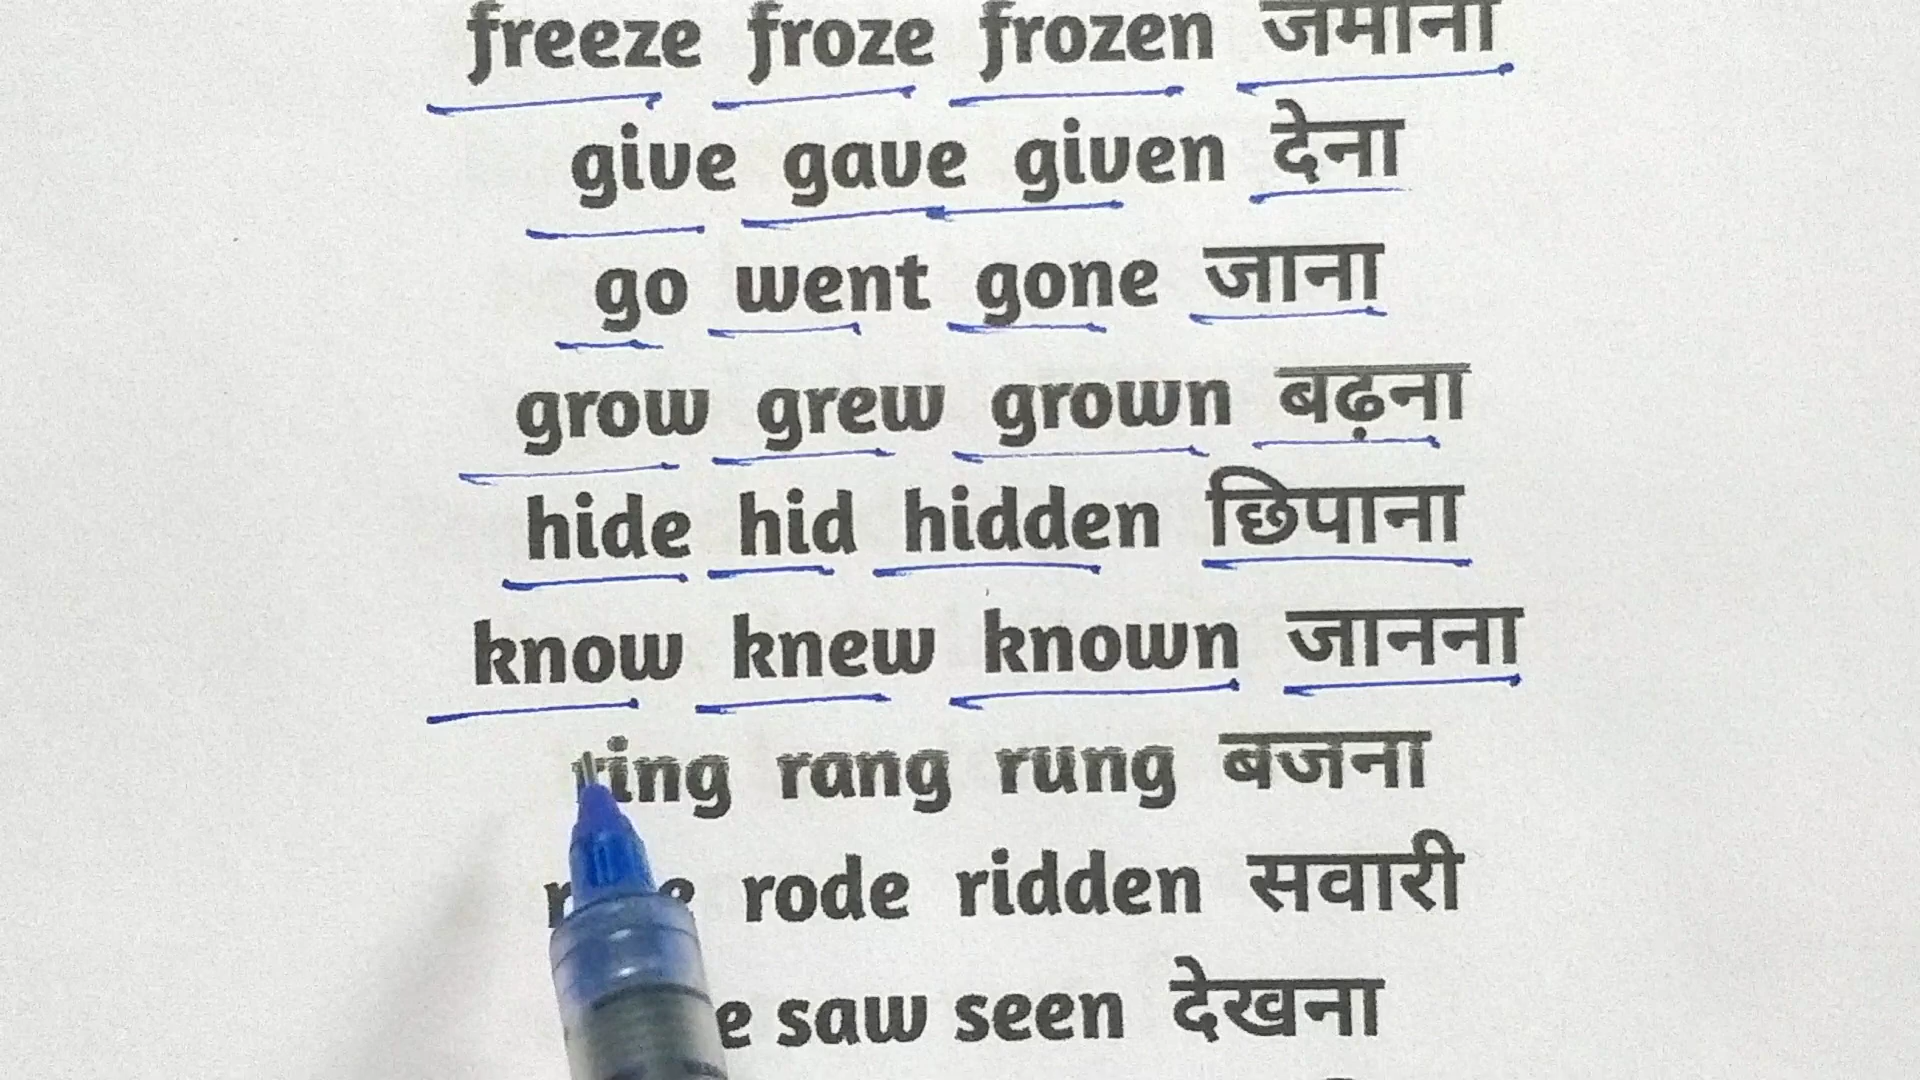 freeze froze frozen जमाना
give gave given देना
go went gone जाना
grow grew grown बढ़ना
hide hid hidden छिपाना
know knew known जानना
ring rang rung बजना
rode ridden सवारी
saw seen देखना